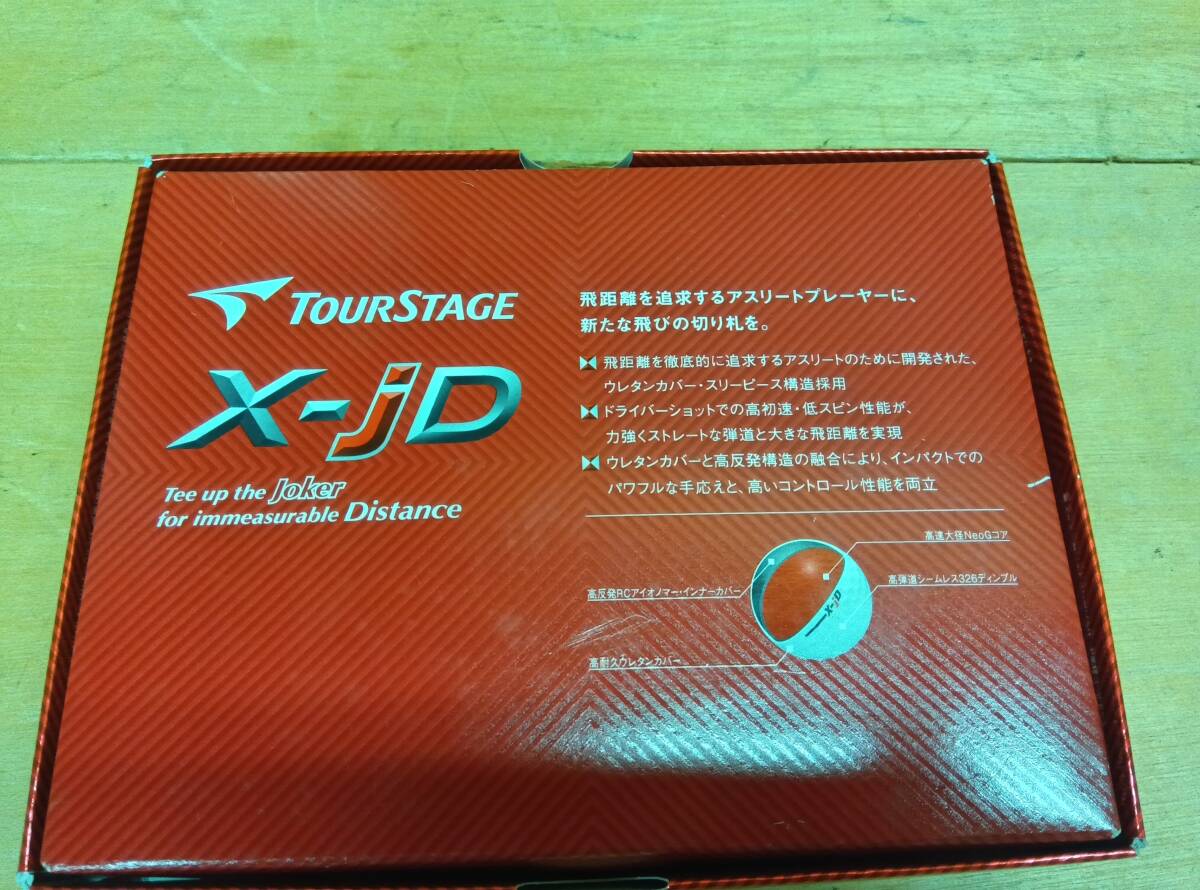 TOURSTAGE
X-jD
Tee up the Joker
for immeasurable Distance
飛距離を追求するアスリートプレーヤーに、
新たな飛びの切り札を。
飛距離を徹底的に追求するアスリートのために開発された、
ウレタンカバー・スリーピース構造採用
ドライバーショットでの高初速・低スピン性能が、
力強くストレートな弾道と大きな飛距離を実現
ウレタンカバーと高反発構造の融合により、インパクトでの
パワフルな手応えと、高いコントロール性能を両立
高速大径NeoGコア
高弾道シームレス326ディンプル
高反発RCアイオノマー・インナーカバー
X-jD
高耐久ウレタンカバー